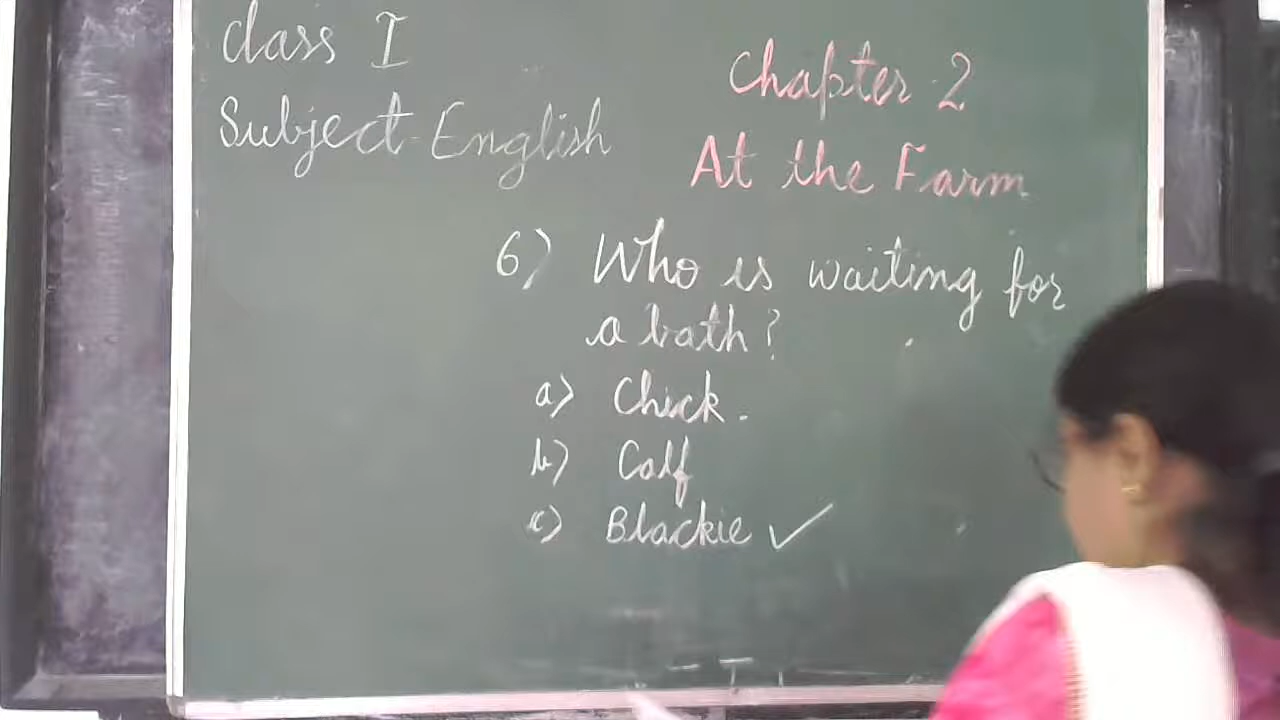 Class I
Subject-English
Chapter-2
At the Farm
6) Who is waiting for
a bath?
a) Chick.
b) Calf
c) Blackie ✓